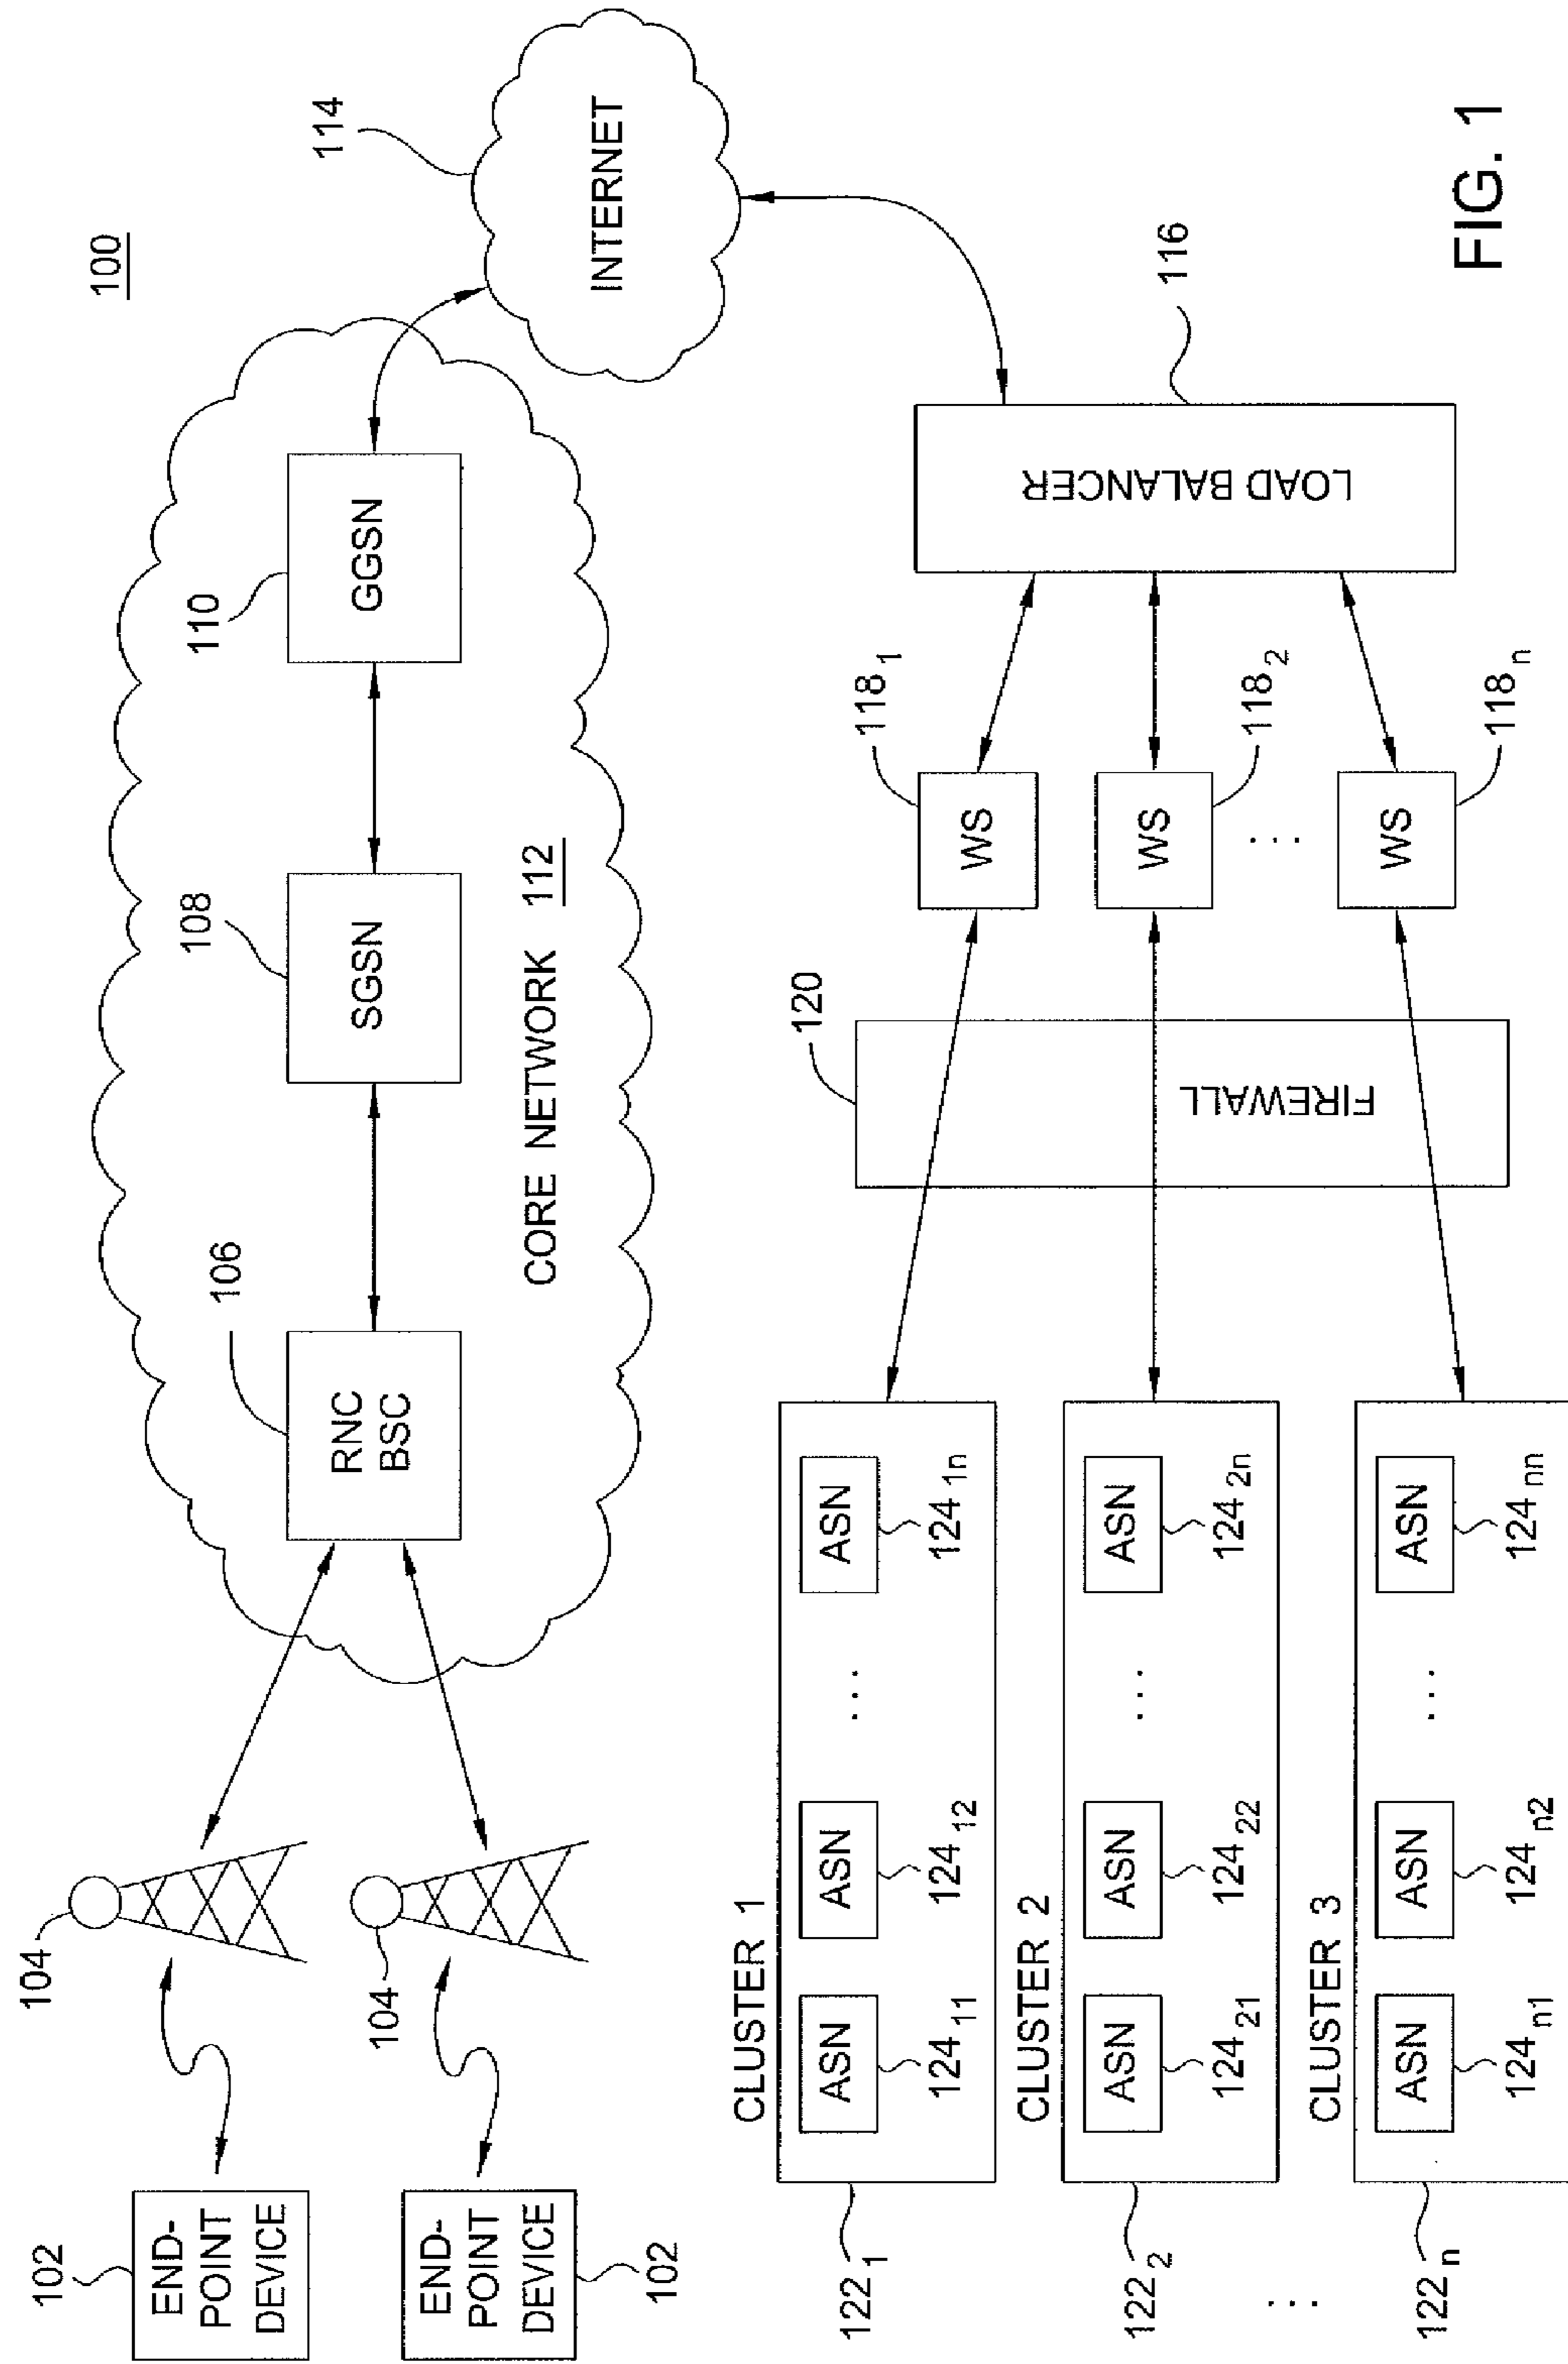 100
102
END-
POINT
DEVICE
END-
POINT
DEVICE
102
104
104
106
RNC
BSC
108
SGSN
110
GGSN
CORE NETWORK 112
114
INTERNET
116
LOAD BALANCER
118₁
WS
118₂
WS
...
118ₙ
WS
120
FIREWALL
CLUSTER 1
122₁
ASN
ASN
...
ASN
124₁₁
124₁₂
124₁ₙ
CLUSTER 2
122₂
ASN
ASN
...
ASN
124₂₁
124₂₂
124₂ₙ
...
CLUSTER 3
122ₙ
ASN
ASN
...
ASN
124ₙ₁
124ₙ₂
124ₙₙ
FIG. 1